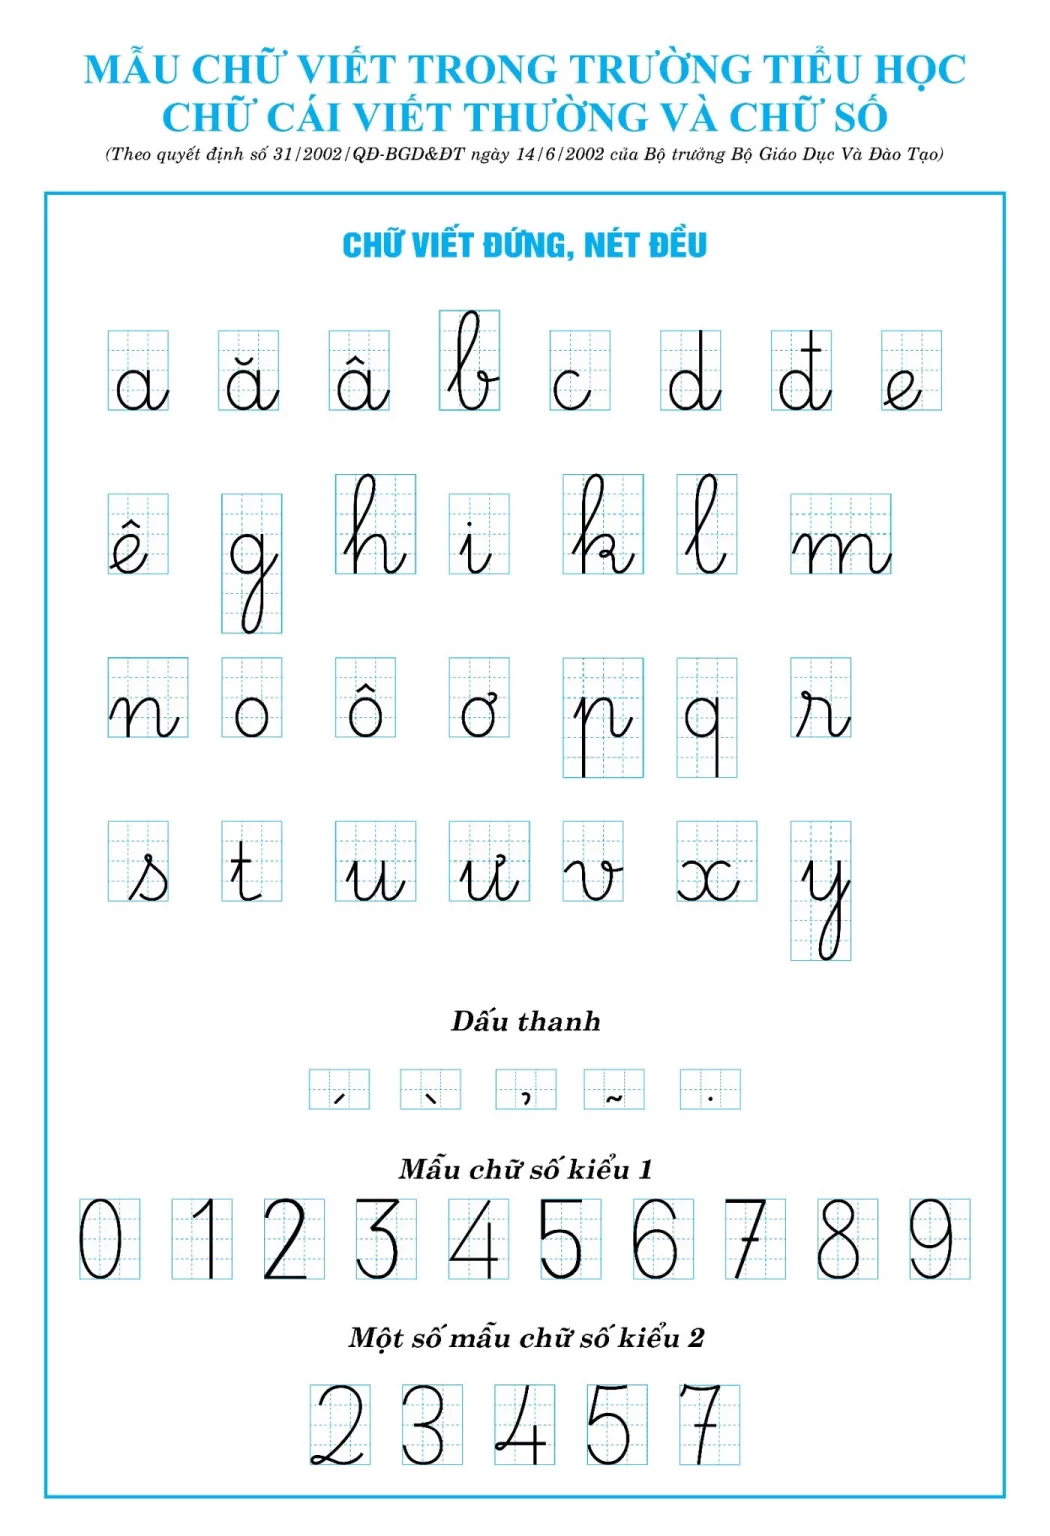 MẪU CHỮ VIẾT TRONG TRƯỜNG TIỂU HỌC
CHỮ CÁI VIẾT THƯỜNG VÀ CHỮ SỐ
(Theo quyết định số 31/2002/QĐ-BGD&ĐT ngày 14/6/2002 của Bộ trưởng Bộ Giáo Dục Và Đào Tạo)
CHỮ VIẾT ĐỨNG, NÉT ĐỀU
a ă â b c d đ e
ê g h i k l m
n o ô ơ p q r
s t u ư v x y
Dấu thanh
´ ` ̉ ~ .
Mẫu chữ số kiểu 1
0 1 2 3 4 5 6 7 8 9
Một số mẫu chữ số kiểu 2
2 3 4 5 7